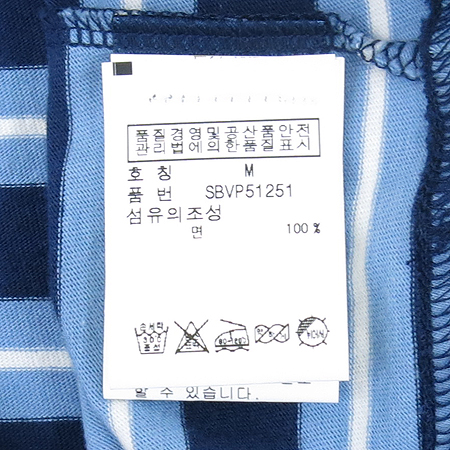 품질경영및공산품안전
관리법에의한품질표시
호 칭 M
품 번 SBVP51251
섬유의조성
면 100 %
할 수 있습니다.